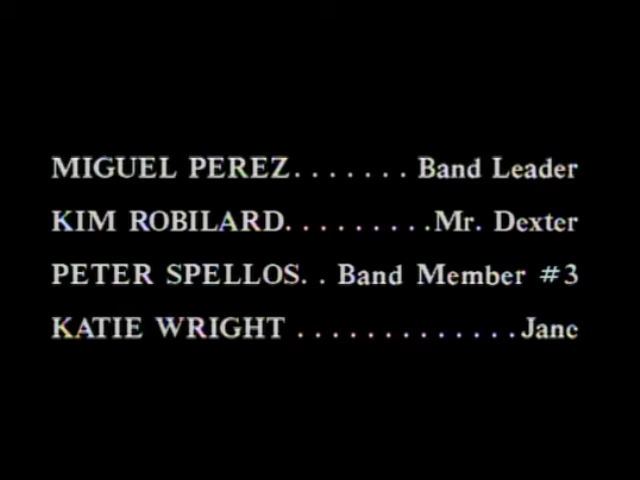 MIGUEL PEREZ.......Band Leader
KIM ROBILARD.........Mr. Dexter
PETER SPELLOS..Band Member #3
KATIE WRIGHT.............Jane